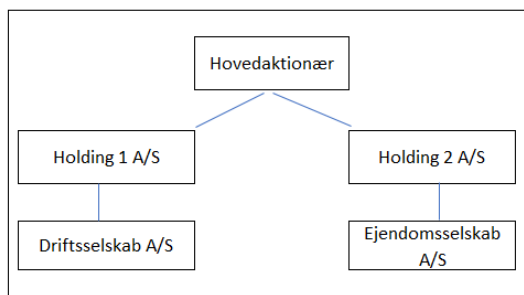 Hovedaktionær
Holding 1 A/S
Holding 2 A/S
Driftsselskab A/S
Ejendomsselskab
A/S